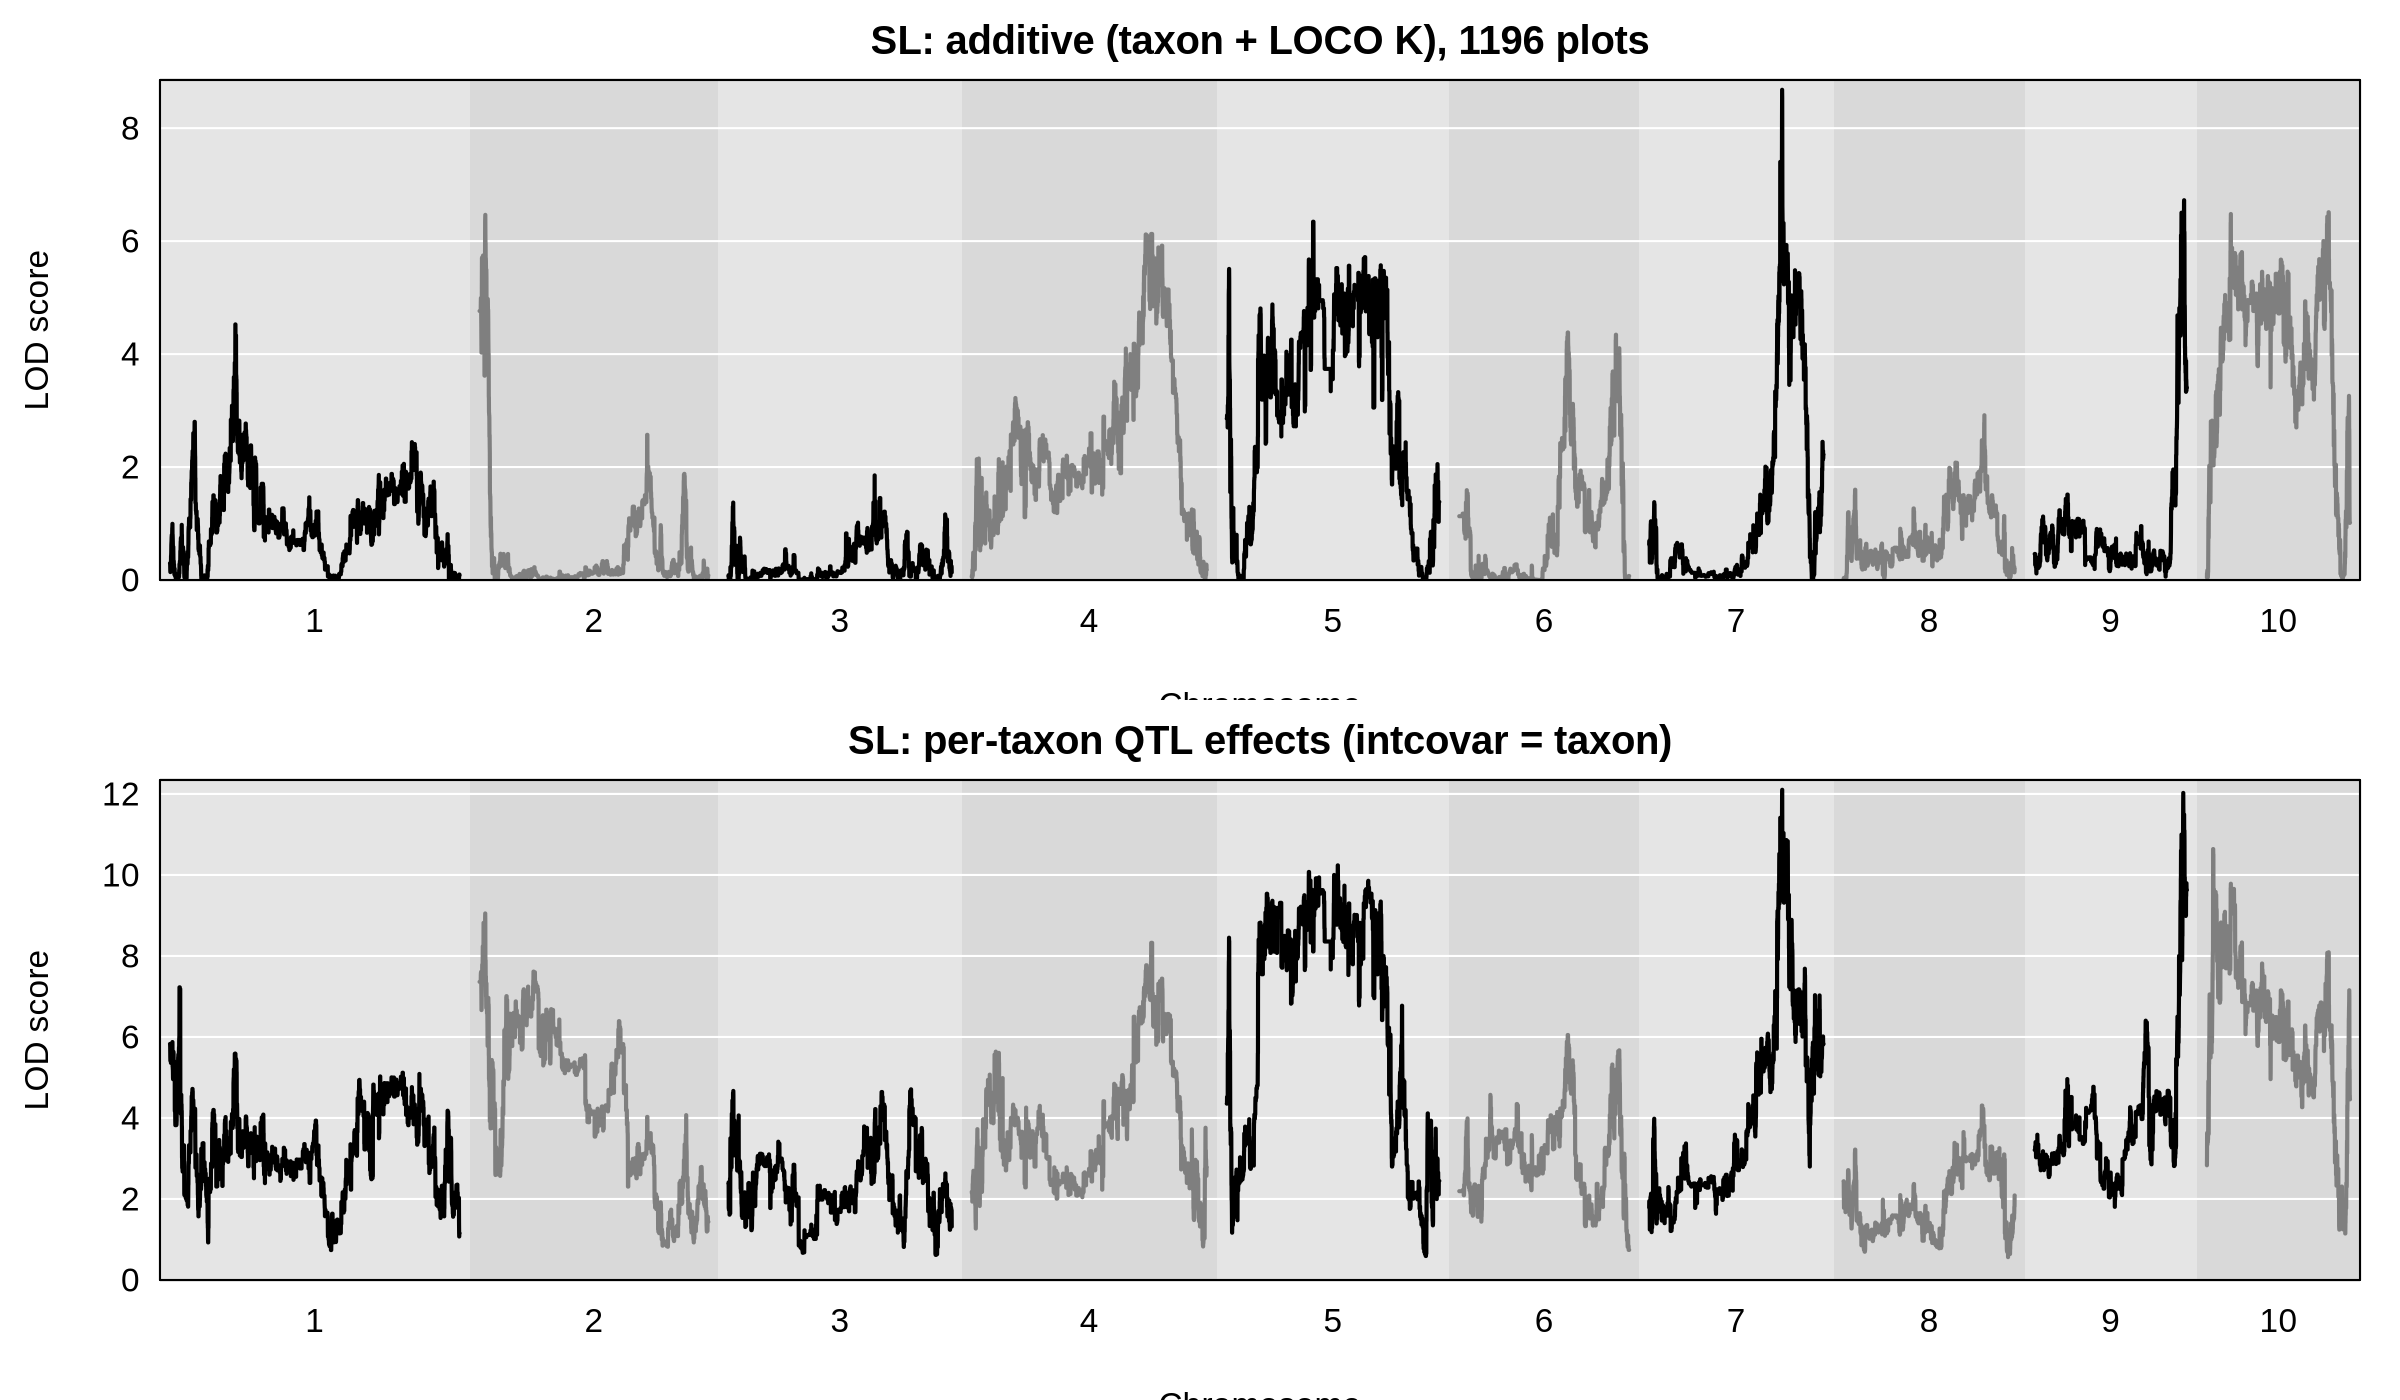 SL: additive (taxon + LOCO K), 1196 plots
8
6
4
2
0
LOD score
1 2 3 4 5 6 7 8 9 10
Chromosome
SL: per-taxon QTL effects (intcovar = taxon)
12
10
8
6
4
2
0
LOD score
1 2 3 4 5 6 7 8 9 10
Chromosome